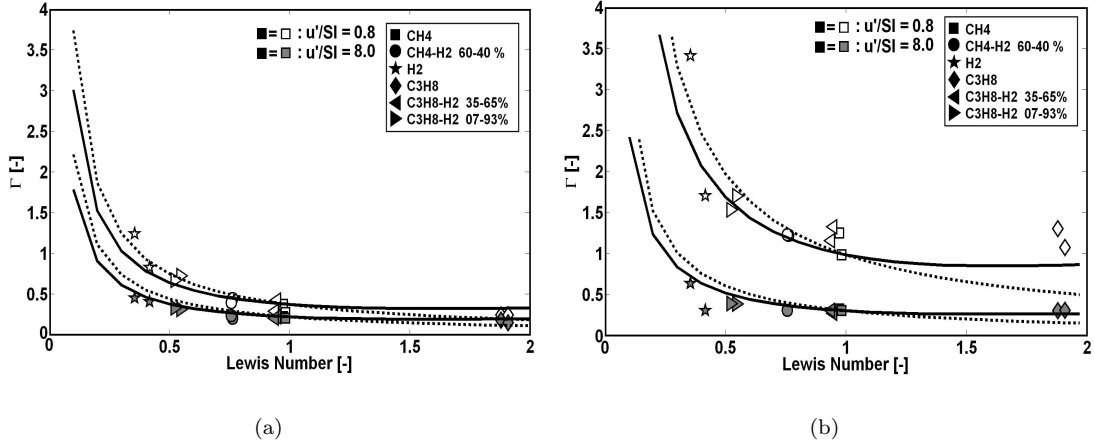 4
3.5
3
2.5
2
1.5
1
0.5
0
Γ [-]
■=□ : u'/Sl = 0.8
■=■ : u'/Sl = 8.0
CH4
CH4-H2 60-40 %
H2
C3H8
C3H8-H2 35-65%
C3H8-H2 07-93%
0 0.5 1 1.5 2
Lewis Number [-]
(a)
4
3.5
3
2.5
2
1.5
1
0.5
0
Γ [-]
■=□ : u'/Sl = 0.8
■=■ : u'/Sl = 8.0
CH4
CH4-H2 60-40 %
H2
C3H8
C3H8-H2 35-65%
C3H8-H2 07-93%
0 0.5 1 1.5 2
Lewis Number [-]
(b)